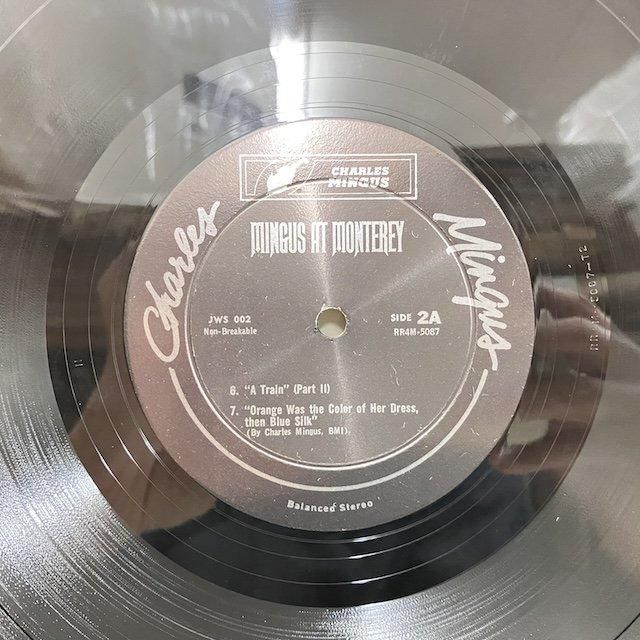 CHARLES
MINGUS
Charles Mingus
MINGUS AT MONTEREY
JWS 002
Non-Breakable
SIDE 2A
RR4M-5087
6. "A Train" (Part II)
7. "Orange Was the Color of Her Dress,
then Blue Silk"
(By Charles Mingus, BMI)
Balanced Stereo